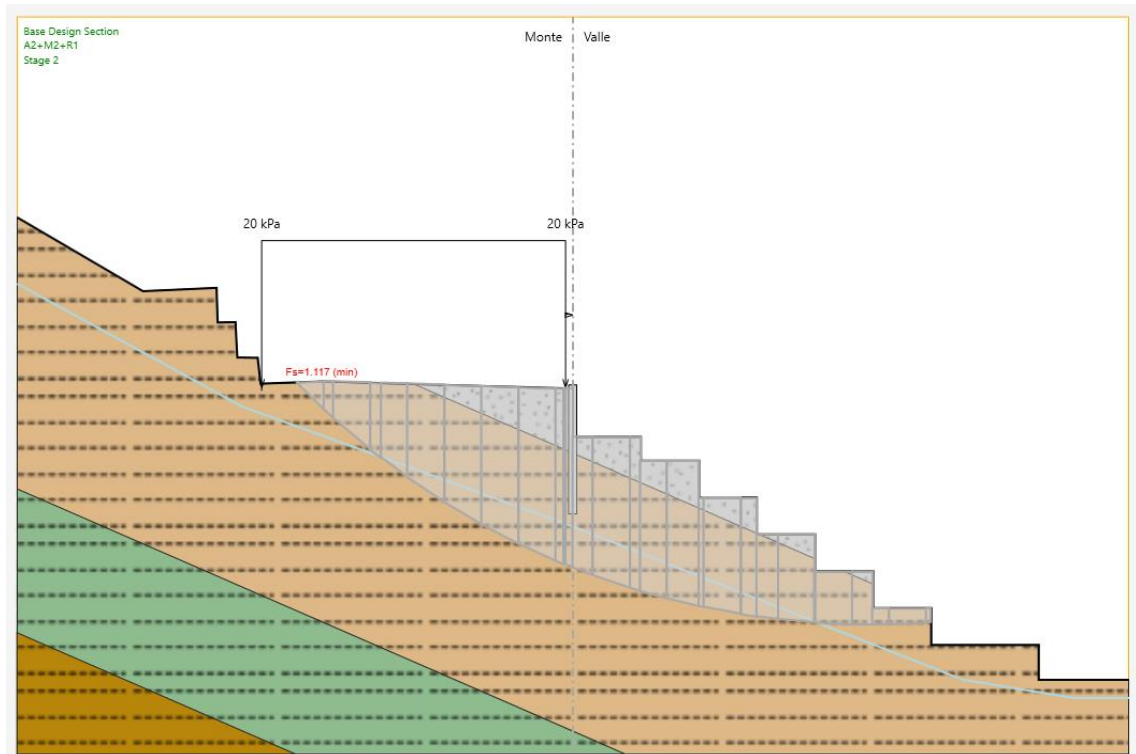 Base Design Section
A2+M2+R1
Stage 2
Monte Valle
20 kPa 20 kPa
Fs=1.117 (min)